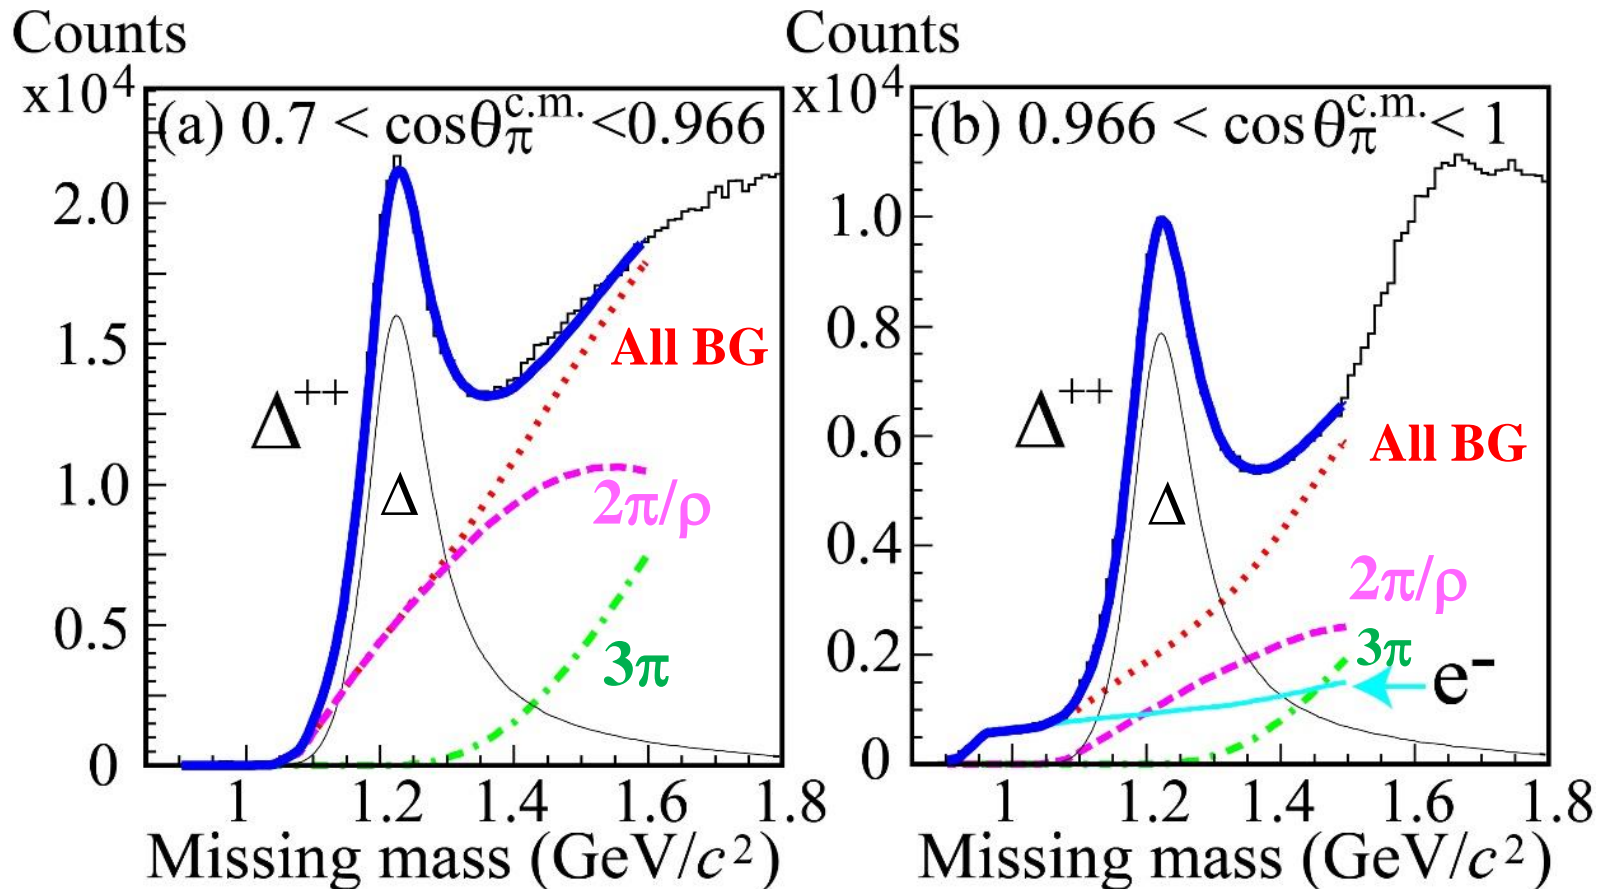 Counts
x10⁴
(a) 0.7 < cosθπ^c.m. <0.966
2.0
1.5
1.0
0.5
0
All BG
Δ⁺⁺
Δ
2π/ρ
3π
1 1.2 1.4 1.6 1.8
Missing mass (GeV/c²)
Counts
x10⁴
(b) 0.966 < cosθπ^c.m. < 1
1.0
0.8
0.6
0.4
0.2
0
Δ⁺⁺
All BG
Δ
2π/ρ
3π
e⁻
1 1.2 1.4 1.6 1.8
Missing mass (GeV/c²)